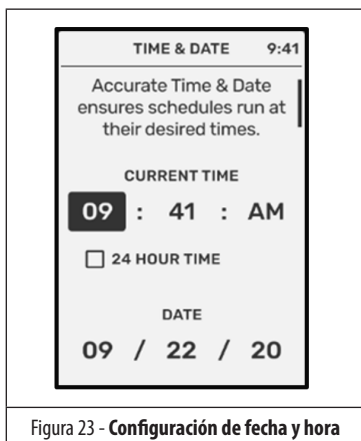 TIME & DATE 9:41
Accurate Time & Date
ensures schedules run at
their desired times.
CURRENT TIME
09 : 41 : AM
24 HOUR TIME
DATE
09 / 22 / 20
Figura 23 - Configuración de fecha y hora